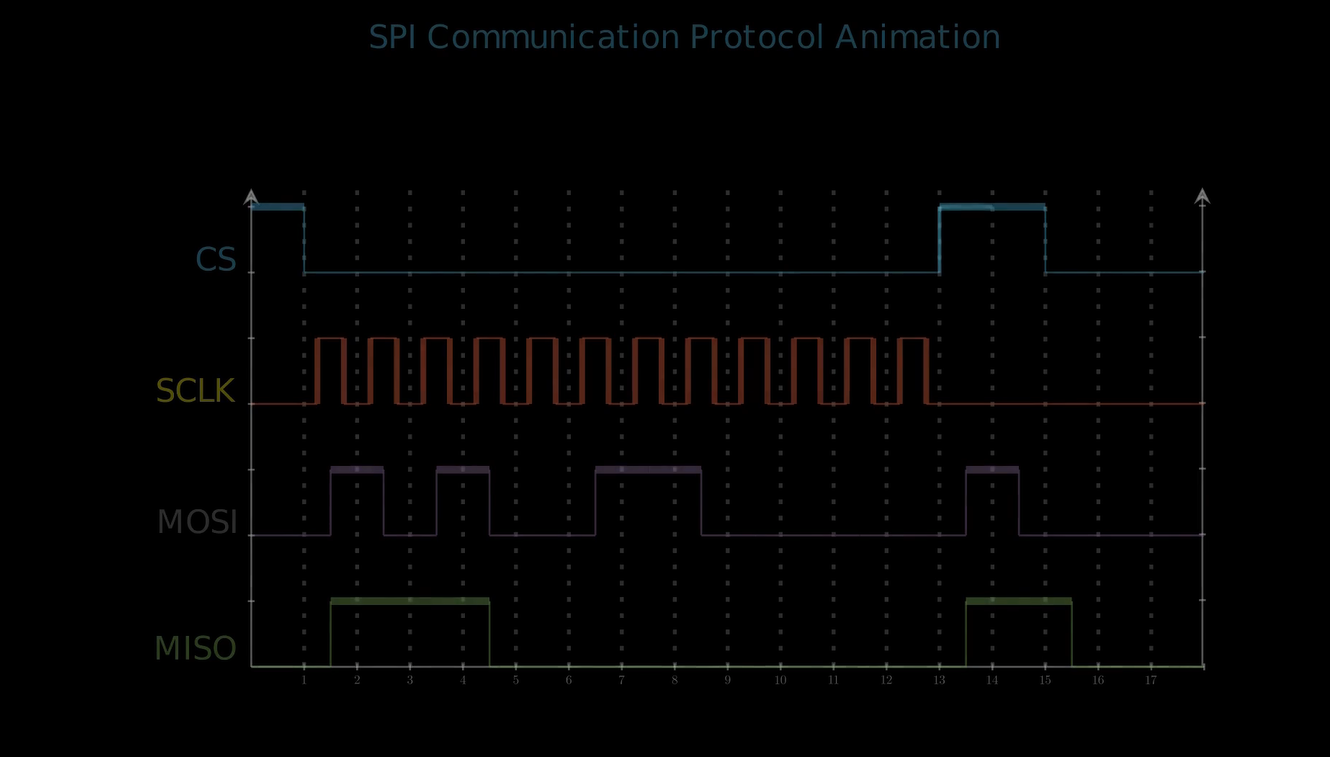 SPI Communication Protocol Animation
CS
SCLK
MOSI
MISO
1 2 3 4 5 6 7 8 9 10 11 12 13 14 15 16 17